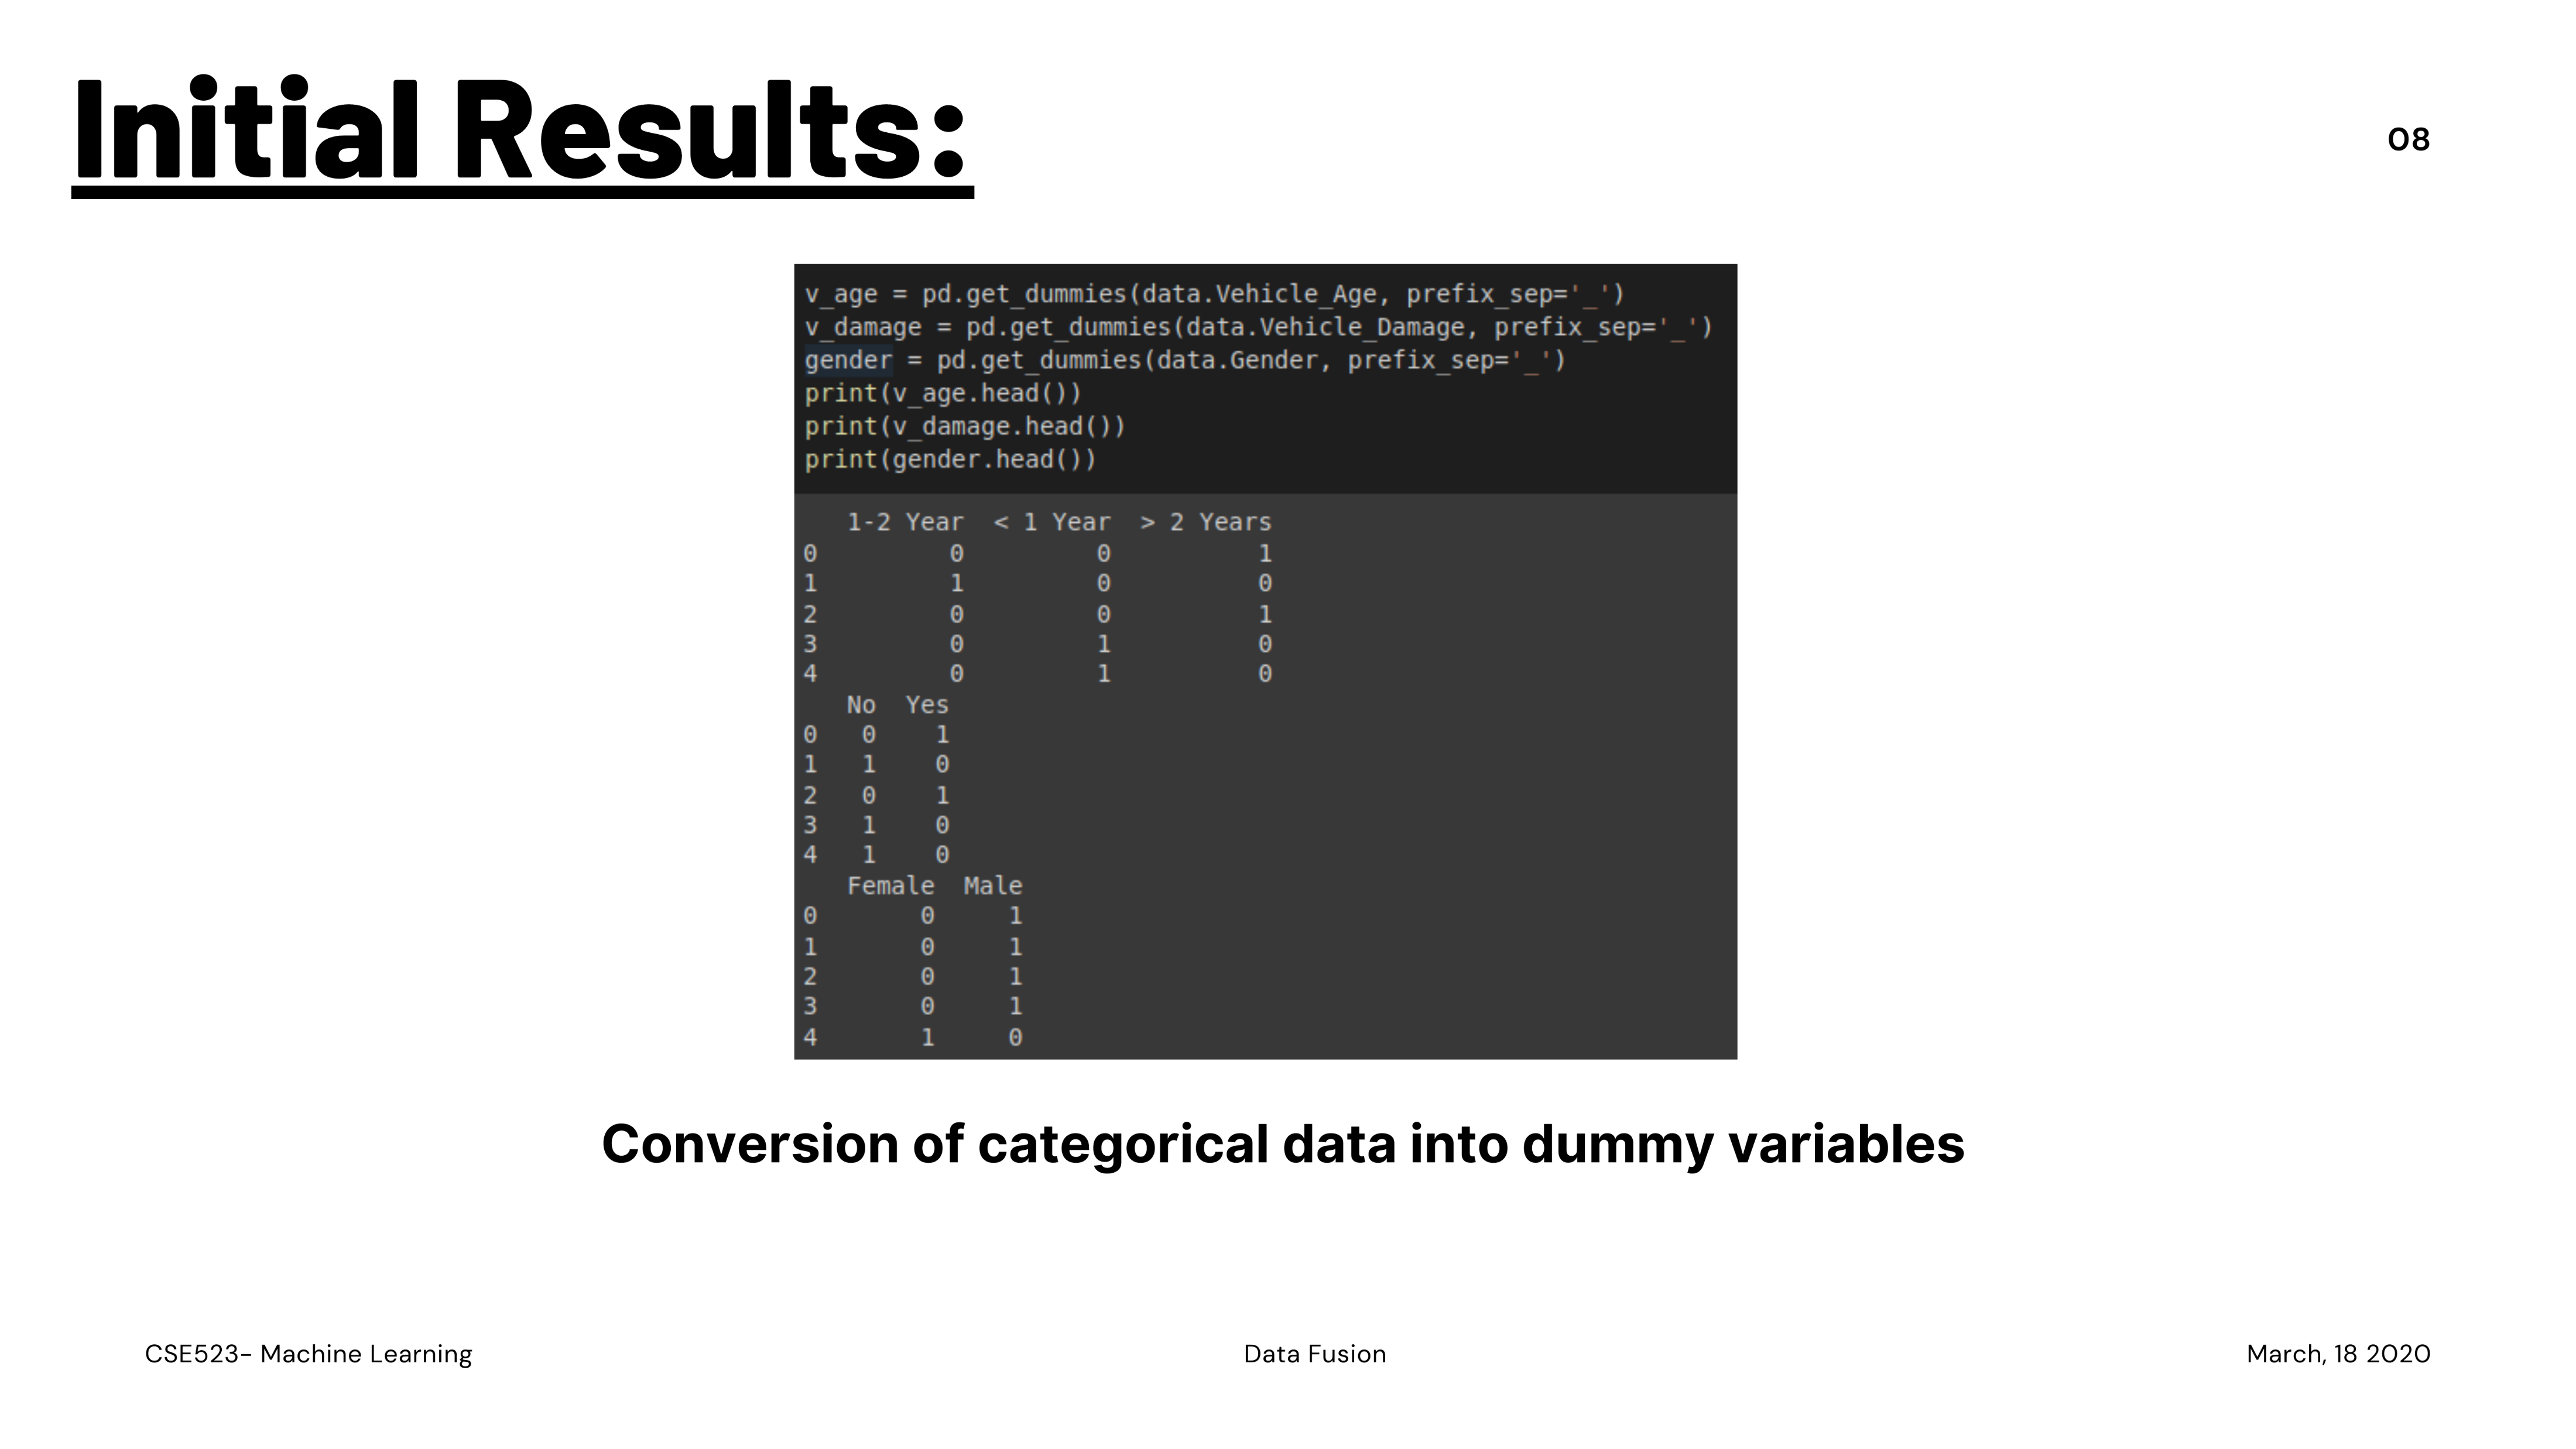 Initial Results:
08
v_age = pd.get_dummies(data.Vehicle_Age, prefix_sep='_')
v_damage = pd.get_dummies(data.Vehicle_Damage, prefix_sep='_')
gender = pd.get_dummies(data.Gender, prefix_sep='_')
print(v_age.head())
print(v_damage.head())
print(gender.head())
   1-2 Year  < 1 Year  > 2 Years
0         0         0          1
1         1         0          0
2         0         0          1
3         0         1          0
4         0         1          0
   No  Yes
0   0    1
1   1    0
2   0    1
3   1    0
4   1    0
   Female  Male
0       0     1
1       0     1
2       0     1
3       0     1
4       1     0
Conversion of categorical data into dummy variables
CSE523- Machine Learning
Data Fusion
March, 18 2020